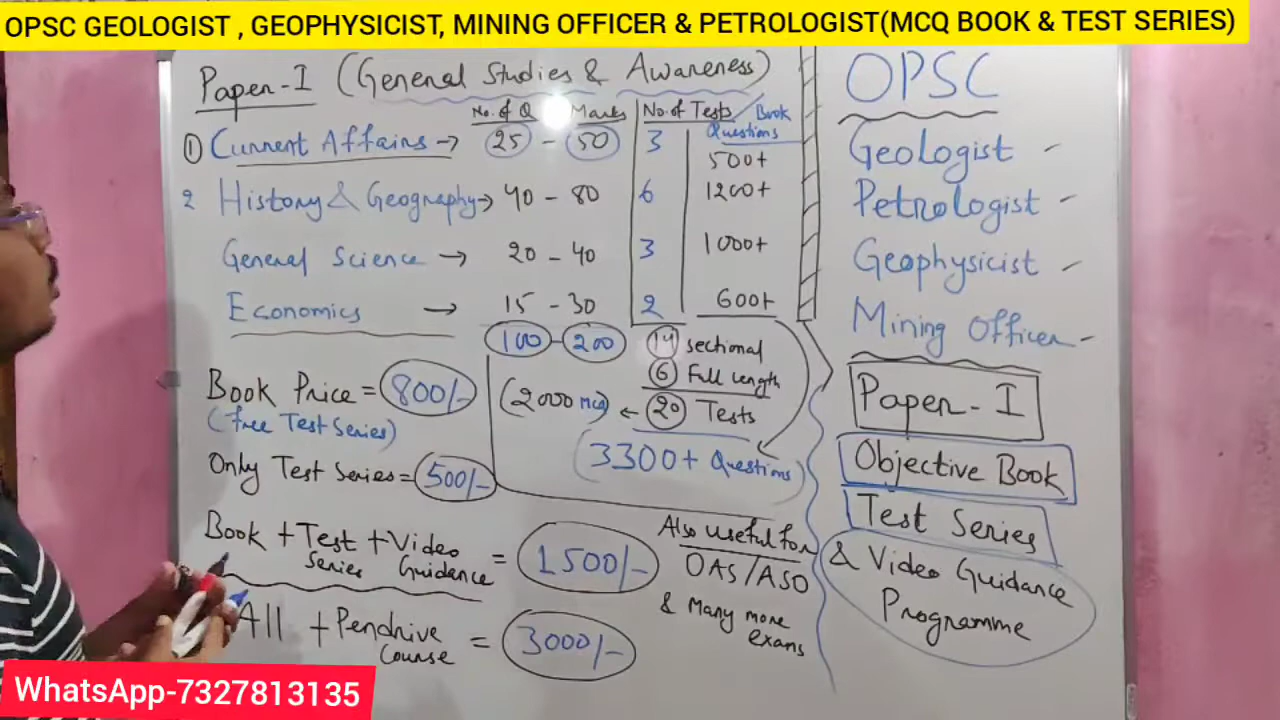 OPSC GEOLOGIST , GEOPHYSICIST, MINING OFFICER & PETROLOGIST(MCQ BOOK & TEST SERIES)
Paper-I (General Studies & Awareness)
No. of Q Marks No. of Tests / Book Questions
① Current Affairs → 25 - 50 3 500+
2 History & Geography → 40 - 80 6 1200+
General Science → 20 - 40 3 1000+
Economics → 15 - 30 2 600+
100 - 200 14 sectional
6 Full length
(2000 MCQ) ← 20 Tests
3300+ Questions
Book Price = 800/-
(Free Test Series)
Only Test Series = 500/-
Book + Test Series + Video Guidance = 1500/-
All + Pendrive Course = 3000/-
Also useful for
OAS/ASO
& Many more
exams
OPSC
Geologist -
Petrologist -
Geophysicist -
Mining Officer -
Paper-I
Objective Book
Test Series
& Video Guidance
Programme
WhatsApp-7327813135